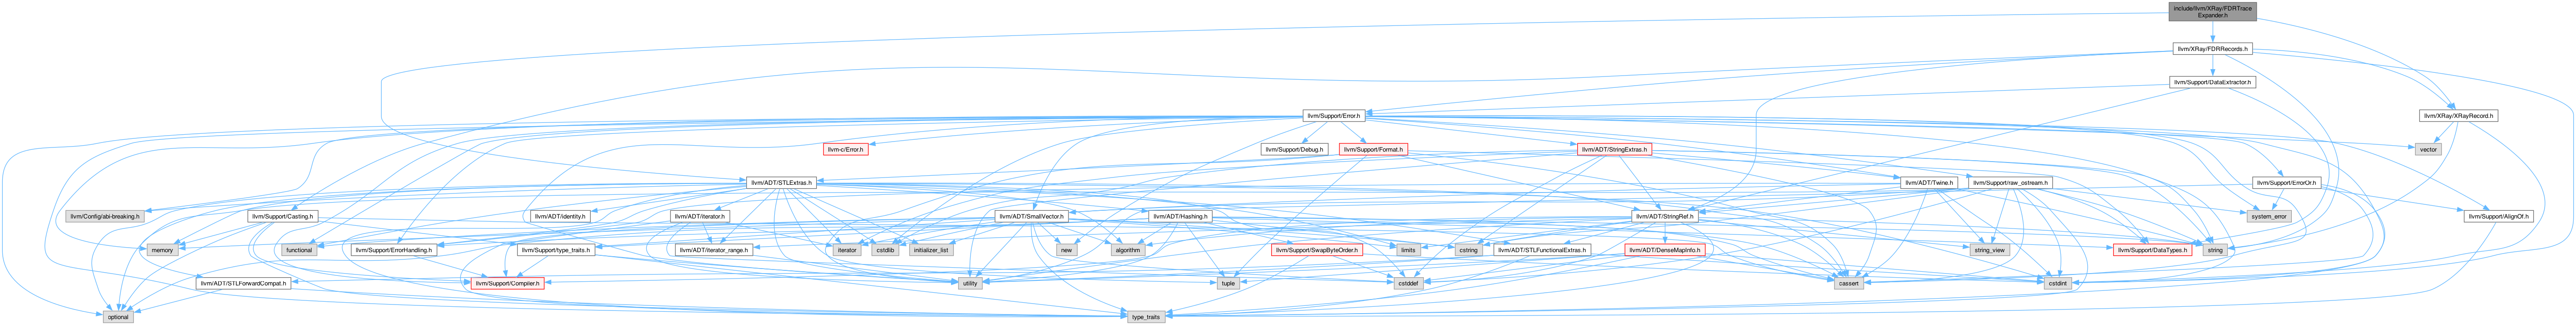 include/llvm/XRay/FDRTrace
Expander.h
llvm/XRay/FDRRecords.h
llvm/Support/DataExtractor.h
llvm/XRay/XRayRecord.h
llvm/Support/Error.h
llvm-c/Error.h
llvm/Support/Debug.h
llvm/Support/Format.h
llvm/ADT/StringExtras.h
vector
llvm/ADT/STLExtras.h
llvm/ADT/Twine.h
llvm/Support/raw_ostream.h
llvm/Support/ErrorOr.h
llvm/Config/abi-breaking.h
llvm/Support/Casting.h
llvm/ADT/identity.h
llvm/ADT/iterator.h
llvm/ADT/SmallVector.h
llvm/ADT/Hashing.h
llvm/ADT/StringRef.h
system_error
llvm/Support/AlignOf.h
memory
functional
llvm/Support/ErrorHandling.h
llvm/Support/type_traits.h
llvm/ADT/iterator_range.h
iterator
cstdlib
initializer_list
new
algorithm
llvm/Support/SwapByteOrder.h
limits
cstring
llvm/ADT/STLFunctionalExtras.h
llvm/ADT/DenseMapInfo.h
string_view
llvm/Support/DataTypes.h
string
llvm/ADT/STLForwardCompat.h
llvm/Support/Compiler.h
utility
tuple
cstddef
cassert
cstdint
optional
type_traits